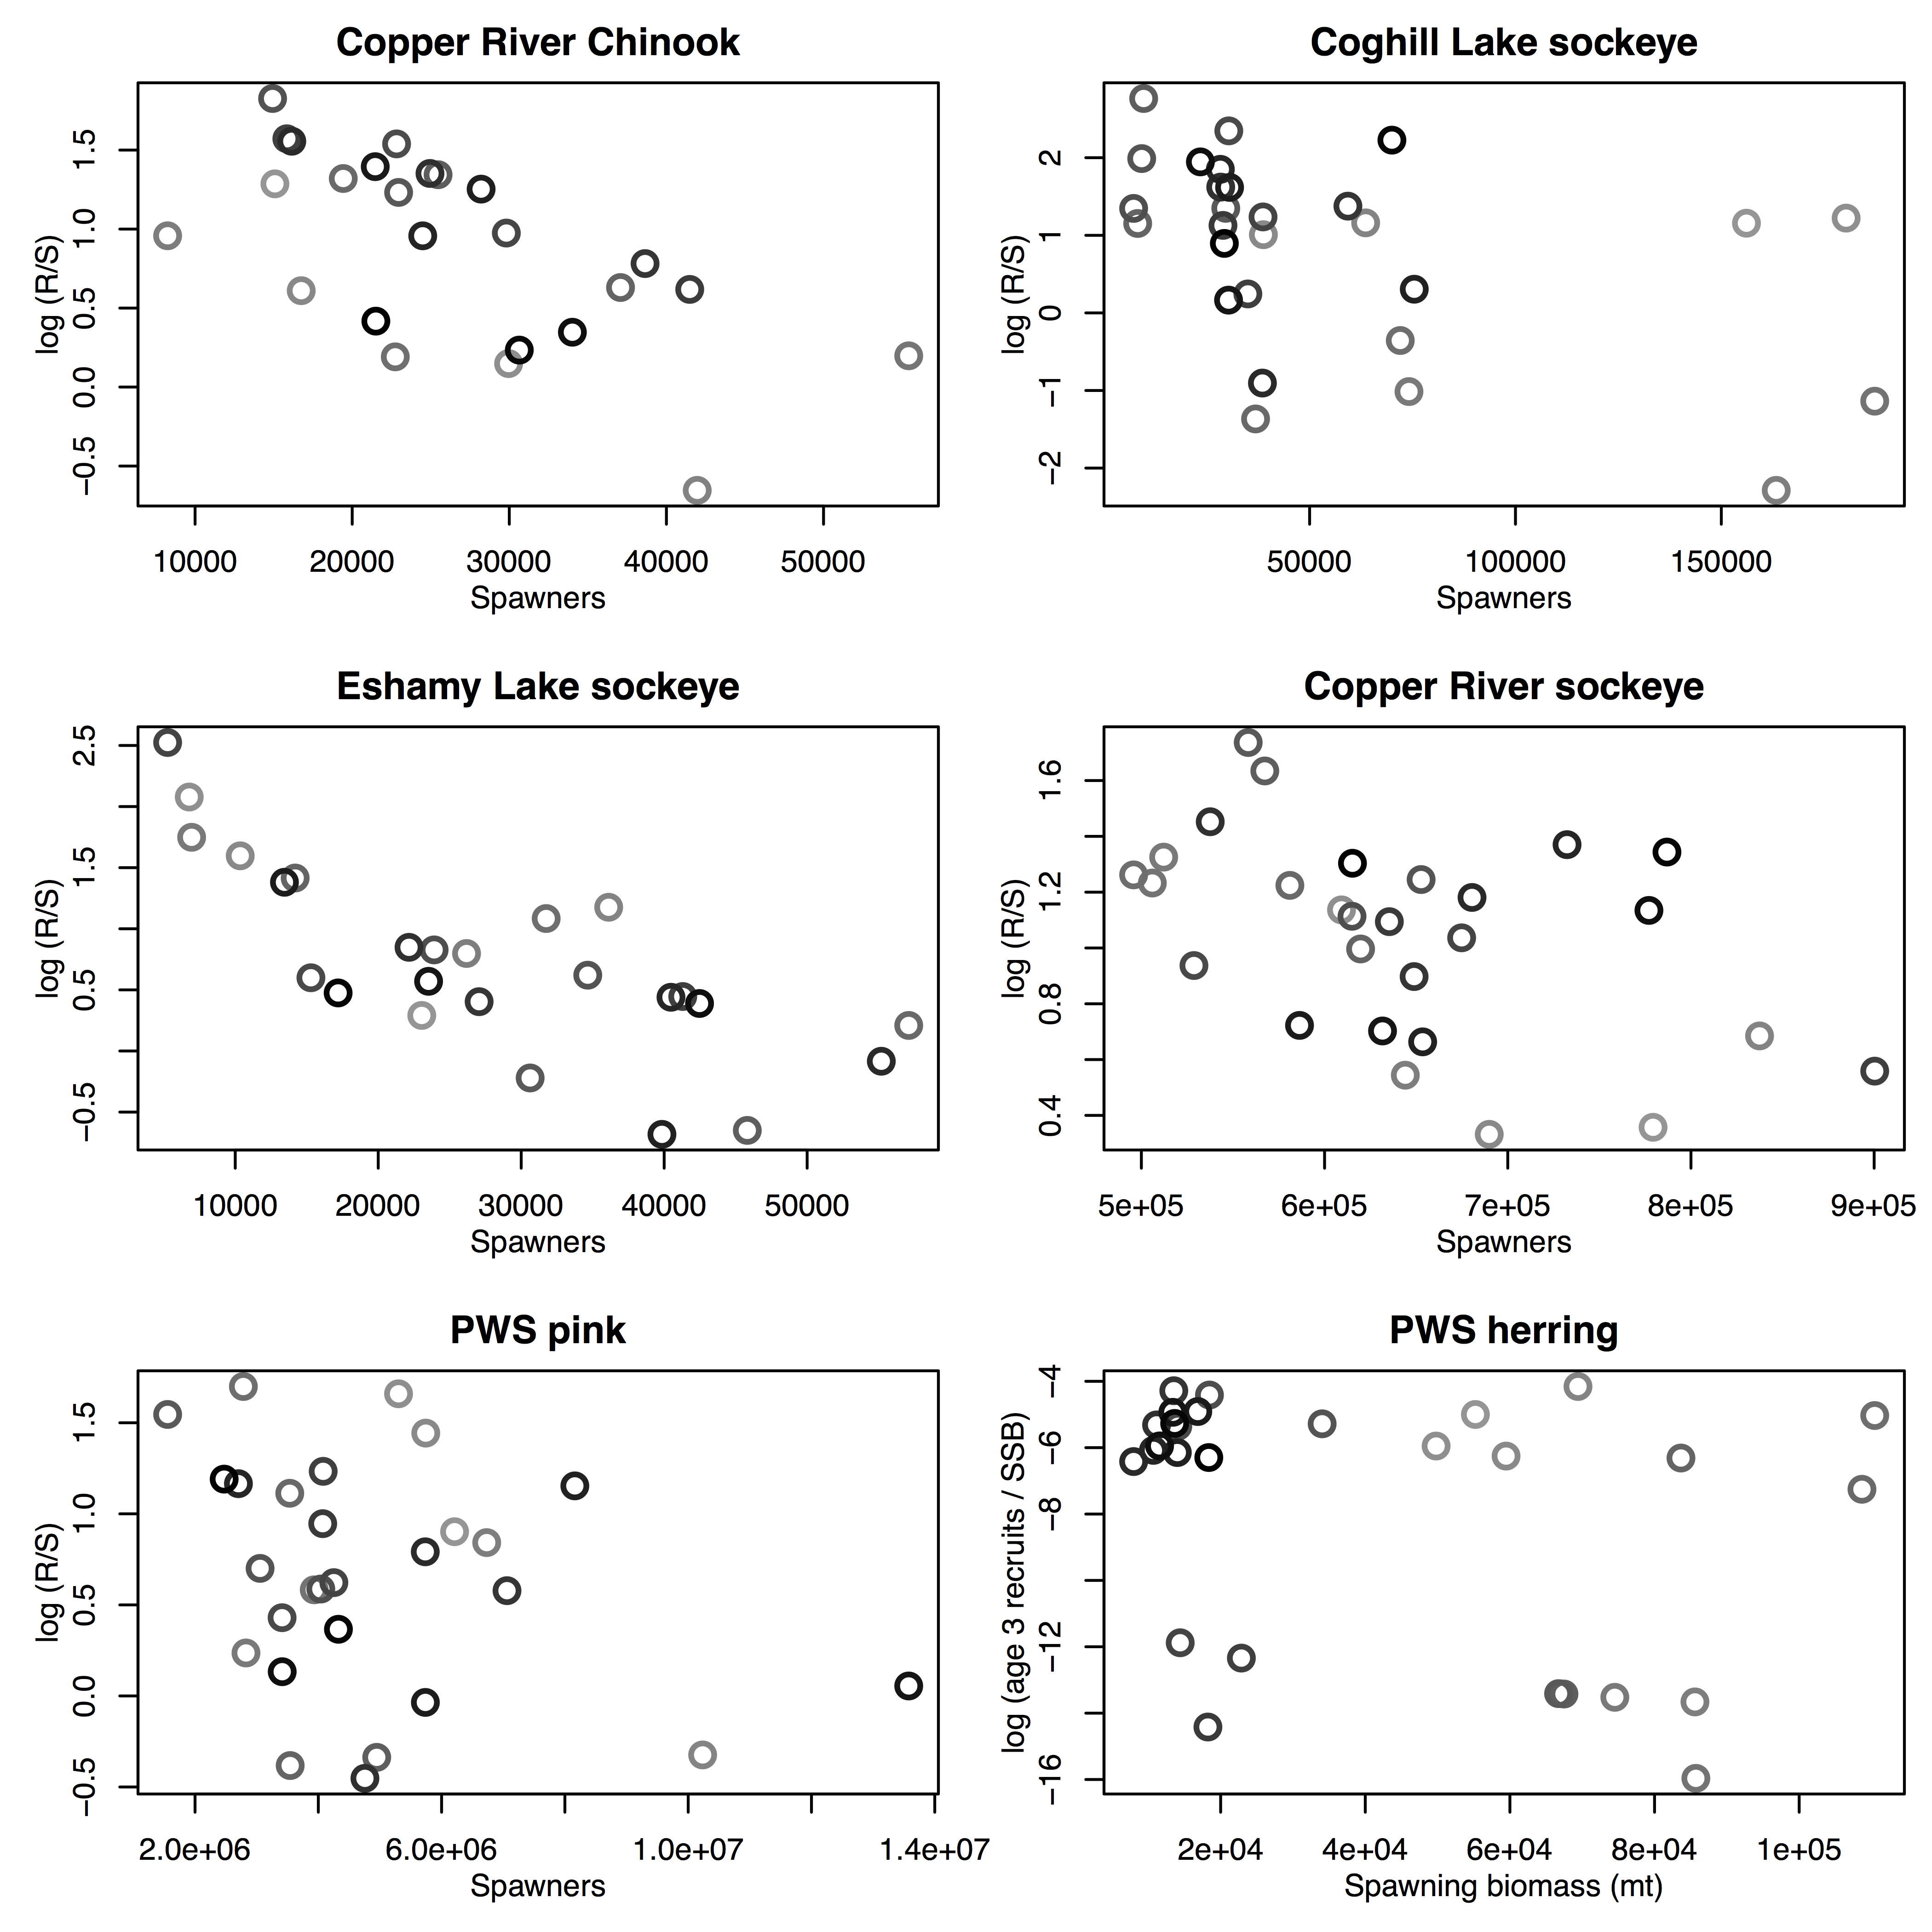 Copper River Chinook
log (R/S)
1.5
1.0
0.5
0.0
−0.5
10000 20000 30000 40000 50000
Spawners
Coghill Lake sockeye
log (R/S)
2
1
0
−1
−2
50000 100000 150000
Spawners
Eshamy Lake sockeye
log (R/S)
2.5
1.5
0.5
−0.5
10000 20000 30000 40000 50000
Spawners
Copper River sockeye
log (R/S)
1.6
1.2
0.8
0.4
5e+05 6e+05 7e+05 8e+05 9e+05
Spawners
PWS pink
log (R/S)
1.5
1.0
0.5
0.0
−0.5
2.0e+06 6.0e+06 1.0e+07 1.4e+07
Spawners
PWS herring
log (age 3 recruits / SSB)
−4
−6
−8
−12
−16
2e+04 4e+04 6e+04 8e+04 1e+05
Spawning biomass (mt)